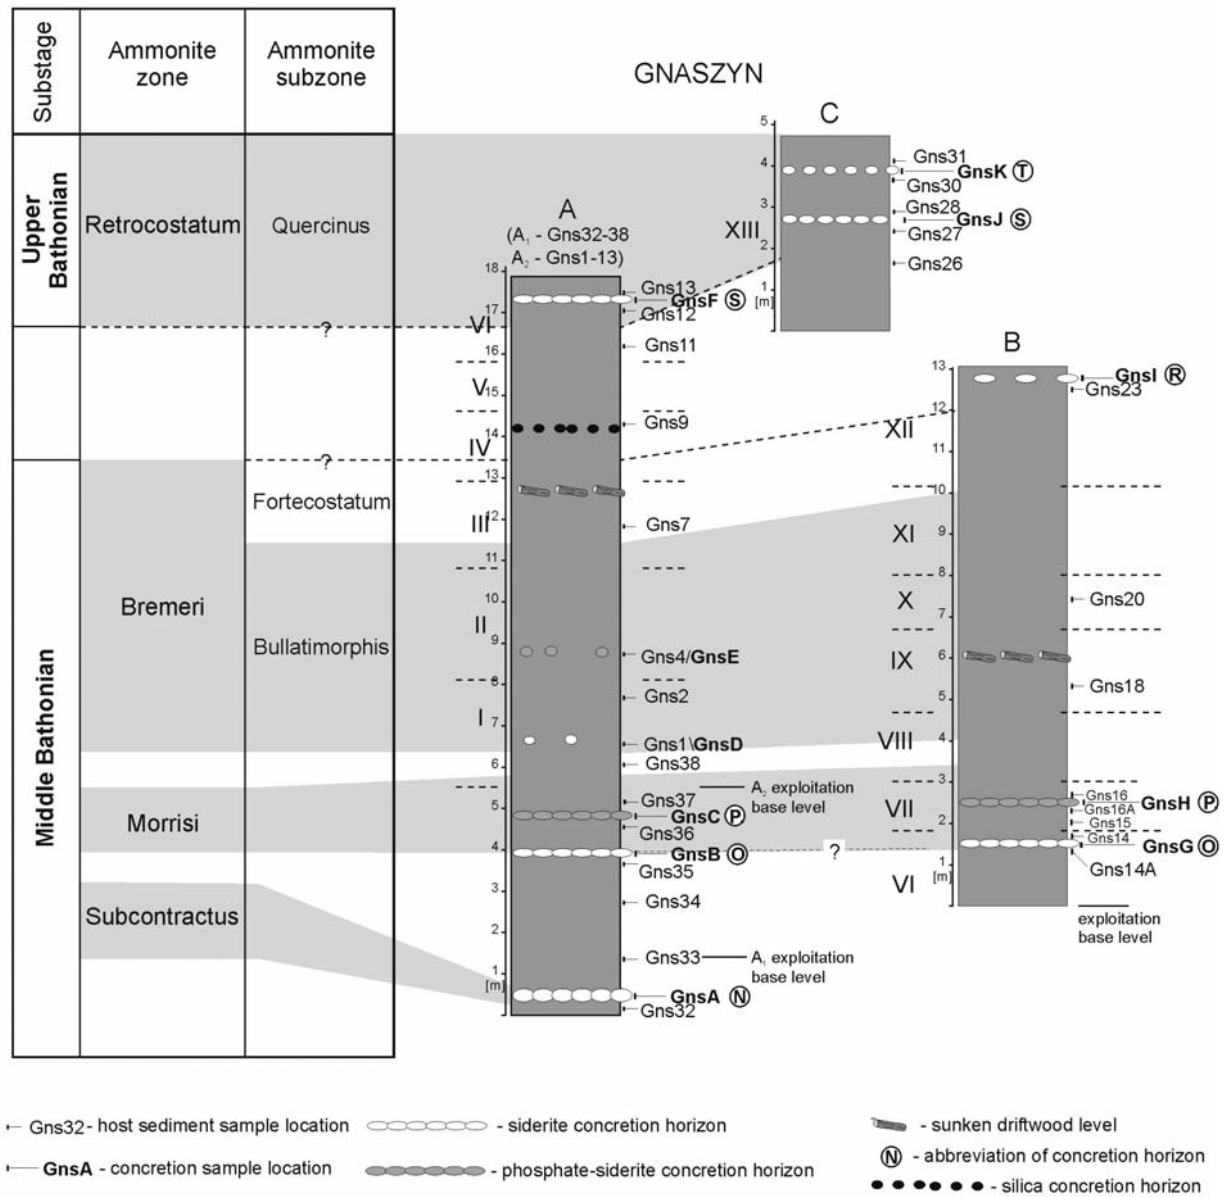 Substage
Ammonite
zone
Ammonite
subzone
GNASZYN
Upper
Bathonian
Retrocostatum
Quercinus
?
Middle Bathonian
?
Fortecostatum
Bremeri
Bullatimorphis
Morrisi
Subcontractus
A
(A1 - Gns32-38
A2 - Gns1-13)
18
17
16
15
14
13
12
11
10
9
8
7
6
5
4
3
2
1
[m]
VI
V
IV
III
II
I
Gns13
GnsF S
Gns12
Gns11
Gns9
Gns7
Gns4/GnsE
Gns2
Gns1\GnsD
Gns38
A2 exploitation
base level
Gns37
GnsC P
Gns36
GnsB O
?
Gns35
Gns34
Gns33
A1 exploitation
base level
GnsA N
Gns32
C
5
4
3
2
1
[m]
XIII
Gns31
GnsK T
Gns30
Gns28
GnsJ S
Gns27
Gns26
B
13
12
11
10
9
8
7
6
5
4
3
2
1
[m]
XII
XI
X
IX
VIII
VII
VI
GnsI R
Gns23
Gns20
Gns18
Gns16
GnsH P
Gns16A
Gns15
Gns14
GnsG O
Gns14A
exploitation
base level
Gns32 - host sediment sample location
- siderite concretion horizon
- sunken driftwood level
GnsA - concretion sample location
- phosphate-siderite concretion horizon
N - abbreviation of concretion horizon
- silica concretion horizon